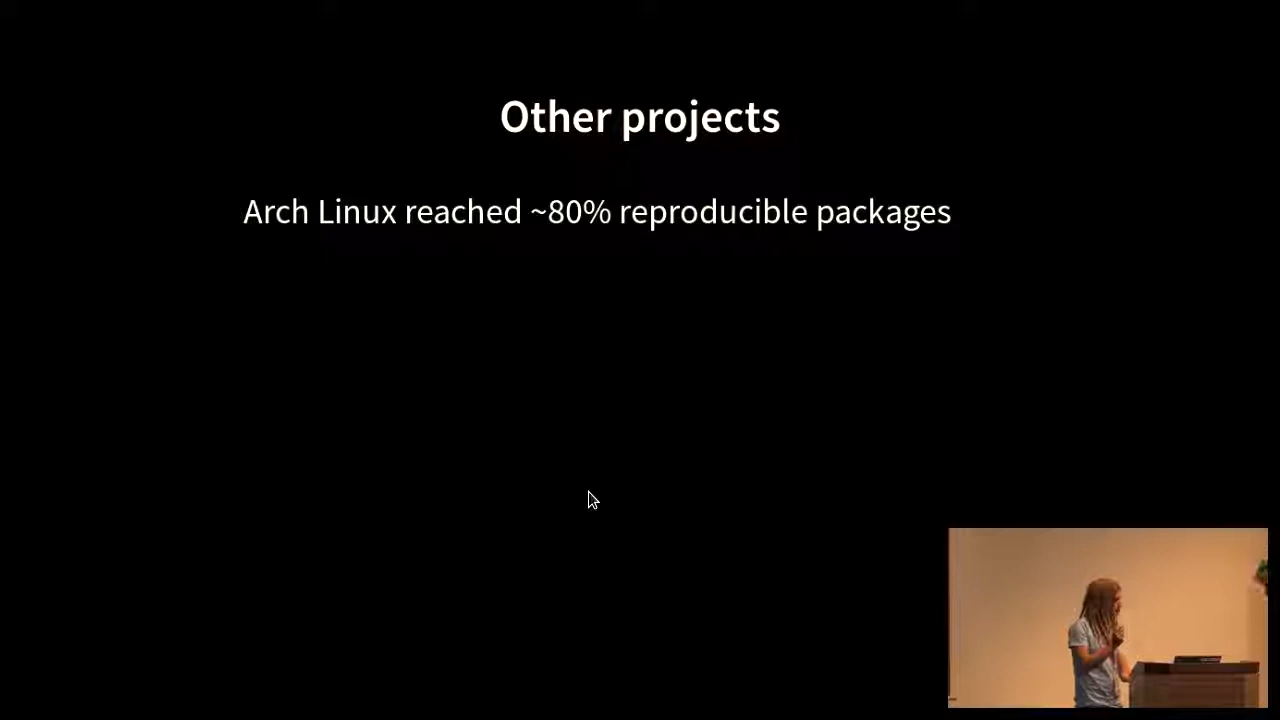 Other projects
Arch Linux reached ~80% reproducible packages